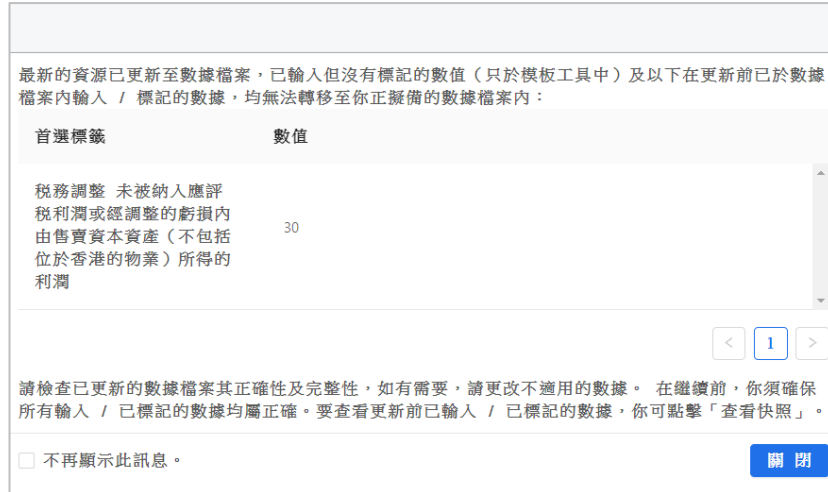 最新的資源已更新至數據檔案，已輸入但沒有標記的數值（只於模板工具中）及以下在更新前已於數據
檔案內輸入 / 標記的數據，均無法轉移至你正擬備的數據檔案內：
首選標籤 數值
稅務調整 未被納入應評
稅利潤或經調整的虧損內
由售賣資本資產（不包括
位於香港的物業）所得的
利潤
30
< 1 >
請檢查已更新的數據檔案其正確性及完整性，如有需要，請更改不適用的數據。 在繼續前，你須確保
所有輸入 / 已標記的數據均屬正確。要查看更新前已輸入 / 已標記的數據，你可點擊「查看快照」。
不再顯示此訊息。
關 閉